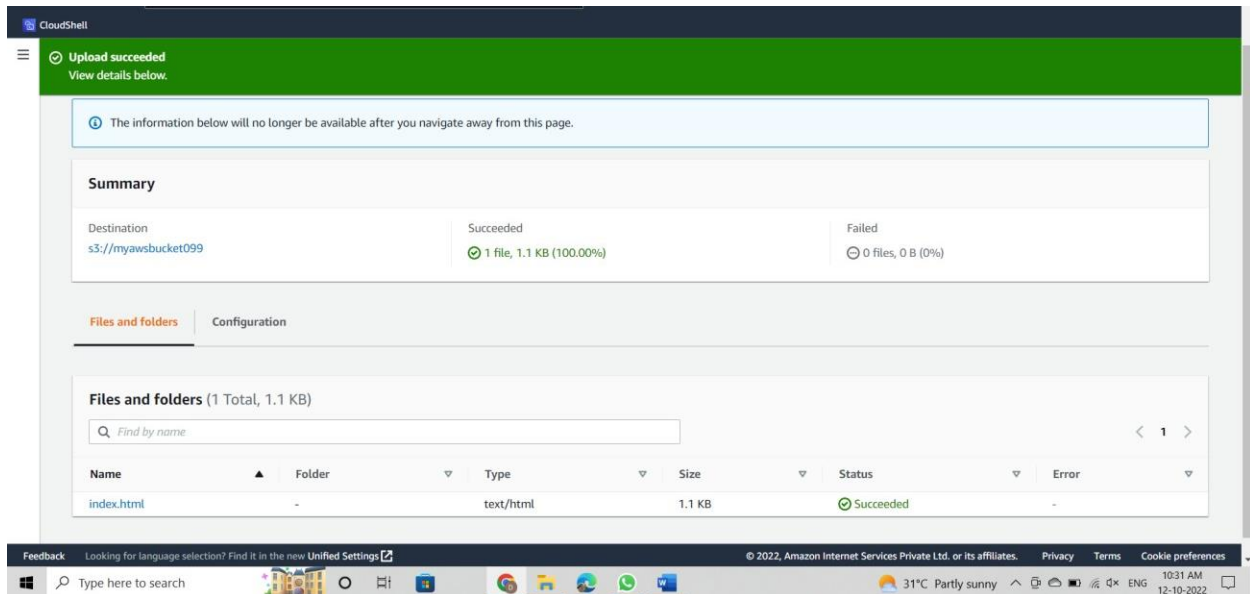 CloudShell
Upload succeeded
View details below.
The information below will no longer be available after you navigate away from this page.
Summary
Destination Succeeded Failed
s3://myawsbucket099 1 file, 1.1 KB (100.00%) 0 files, 0 B (0%)
Files and folders Configuration
Files and folders (1 Total, 1.1 KB)
Find by name
1
Name Folder Type Size Status Error
index.html - text/html 1.1 KB Succeeded -
Feedback Looking for language selection? Find it in the new Unified Settings © 2022, Amazon Internet Services Private Ltd. or its affiliates. Privacy Terms Cookie preferences
Type here to search 31°C Partly sunny ENG 10:31 AM
12-10-2022